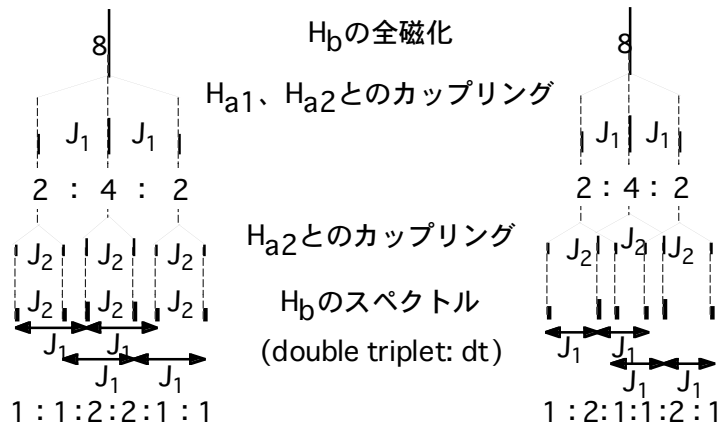 8 Hbの全磁化 8
Ha1、Ha2とのカップリング
J1 J1 J1 J1
2 : 4 : 2 2 : 4 : 2
Ha2とのカップリング
J2 J2 J2 J2 J2 J2
J2 J2 J2 Hbのスペクトル
J1 J1 (double triplet: dt) J1 J1
J1 J1 J1 J1
1 : 1 : 2 : 2 : 1 : 1 1 : 2 : 1 : 1 : 2 : 1